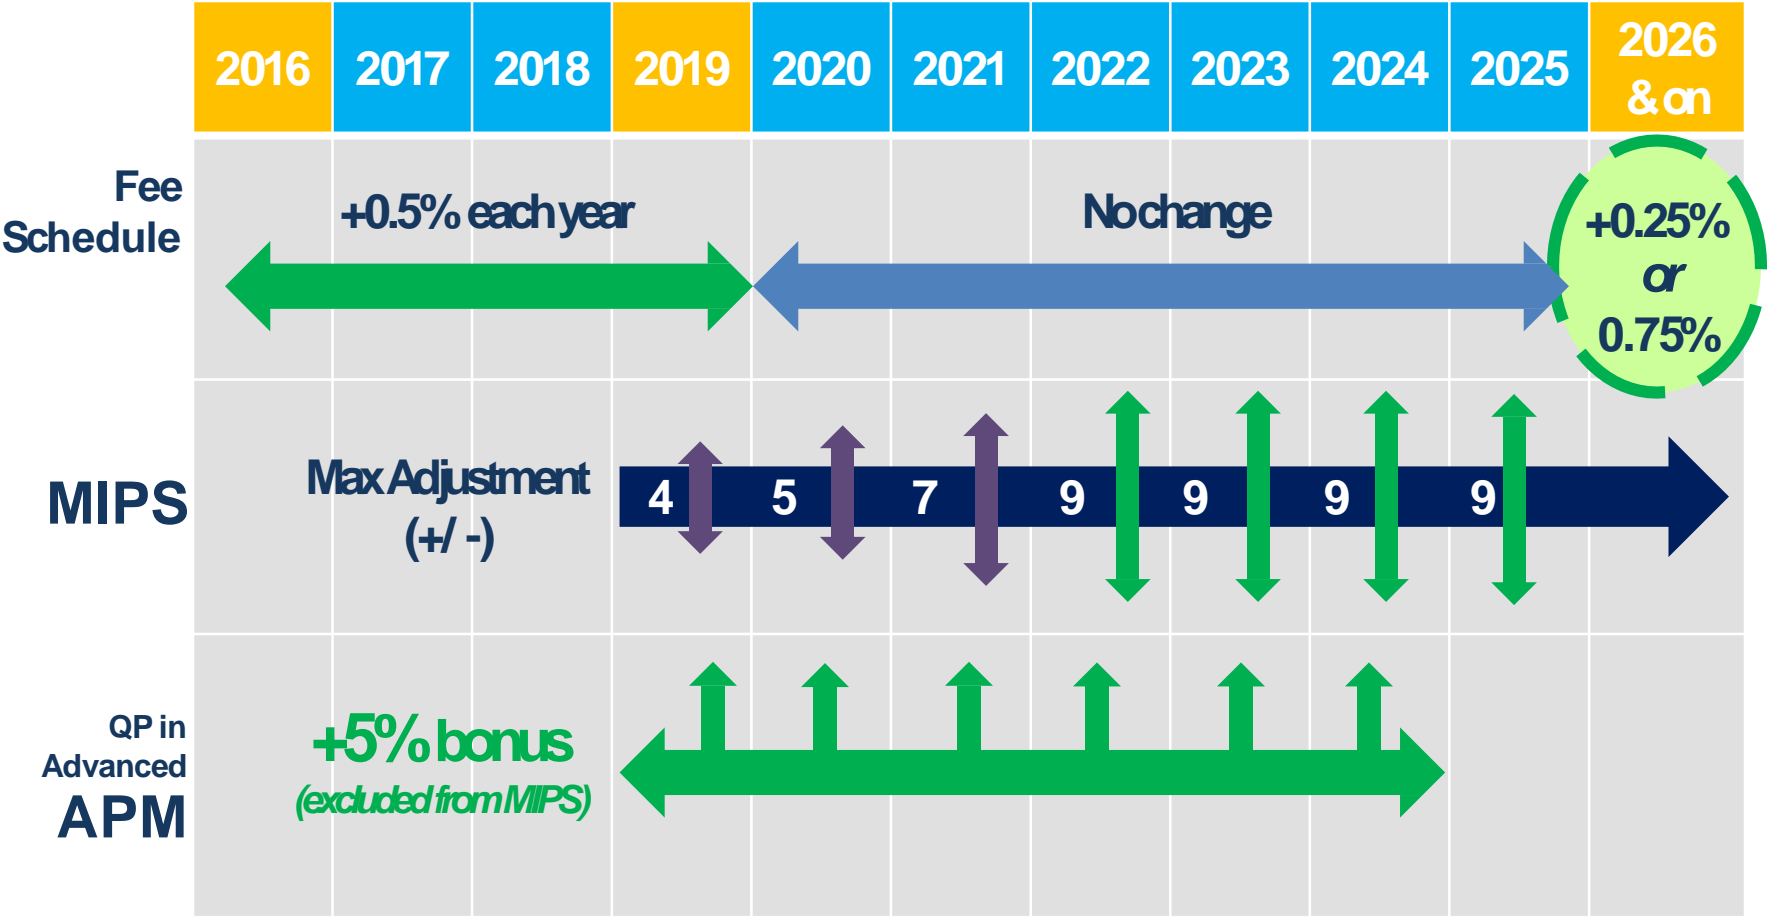 2016 2017 2018 2019 2020 2021 2022 2023 2024 2025 2026
& on
Fee
Schedule
+0.5% each year
No change
+0.25%
or
0.75%
MIPS
Max Adjustment
(+/ -)
4 5 7 9 9 9 9
QP in
Advanced
APM
+5% bonus
(excluded from MIPS)